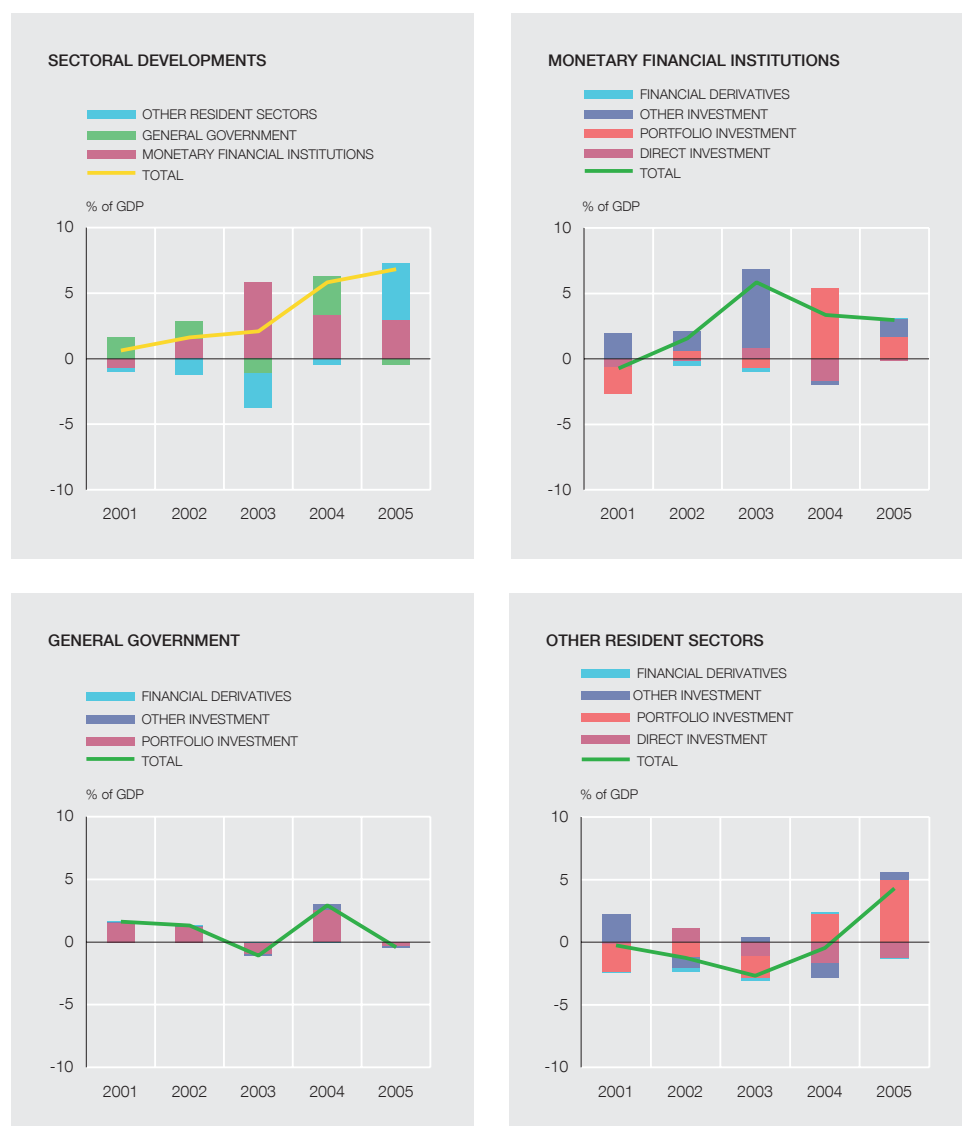 SECTORAL DEVELOPMENTS
OTHER RESIDENT SECTORS
GENERAL GOVERNMENT
MONETARY FINANCIAL INSTITUTIONS
TOTAL
% of GDP
10
5
0
-5
-10
2001 2002 2003 2004 2005
MONETARY FINANCIAL INSTITUTIONS
FINANCIAL DERIVATIVES
OTHER INVESTMENT
PORTFOLIO INVESTMENT
DIRECT INVESTMENT
TOTAL
% of GDP
10
5
0
-5
-10
2001 2002 2003 2004 2005
GENERAL GOVERNMENT
FINANCIAL DERIVATIVES
OTHER INVESTMENT
PORTFOLIO INVESTMENT
TOTAL
% of GDP
10
5
0
-5
-10
2001 2002 2003 2004 2005
OTHER RESIDENT SECTORS
FINANCIAL DERIVATIVES
OTHER INVESTMENT
PORTFOLIO INVESTMENT
DIRECT INVESTMENT
TOTAL
% of GDP
10
5
0
-5
-10
2001 2002 2003 2004 2005